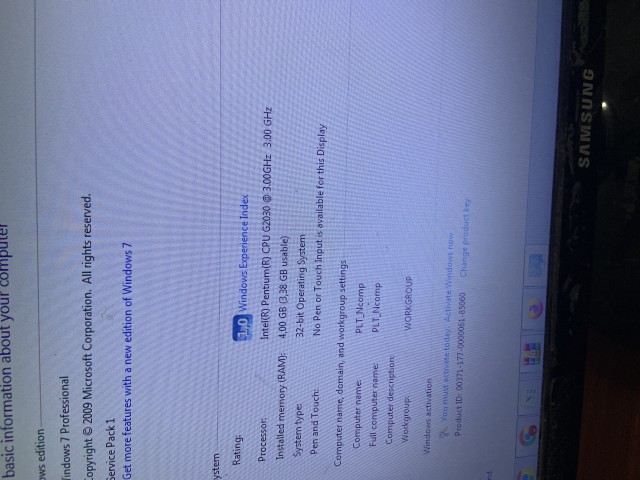 basic information about your computer
ws edition
indows 7 Professional
opyright © 2009 Microsoft Corporation. All rights reserved.
ervice Pack 1
Get more features with a new edition of Windows 7
ystem
Rating: 1,0 Windows Experience Index
Processor: Intel(R) Pentium(R) CPU G2030 @ 3.00GHz 3.00 GHz
Installed memory (RAM): 4,00 GB (3,38 GB usable)
System type: 32-bit Operating System
Pen and Touch: No Pen or Touch Input is available for this Display
Computer name, domain, and workgroup settings
Computer name: PLT_Ncomp
Full computer name: PLT_Ncomp
Computer description:
Workgroup: WORKGROUP
Windows activation
You must activate today. Activate Windows now
Product ID: 00371-177-0000061-85060 Change product key
SAMSUNG